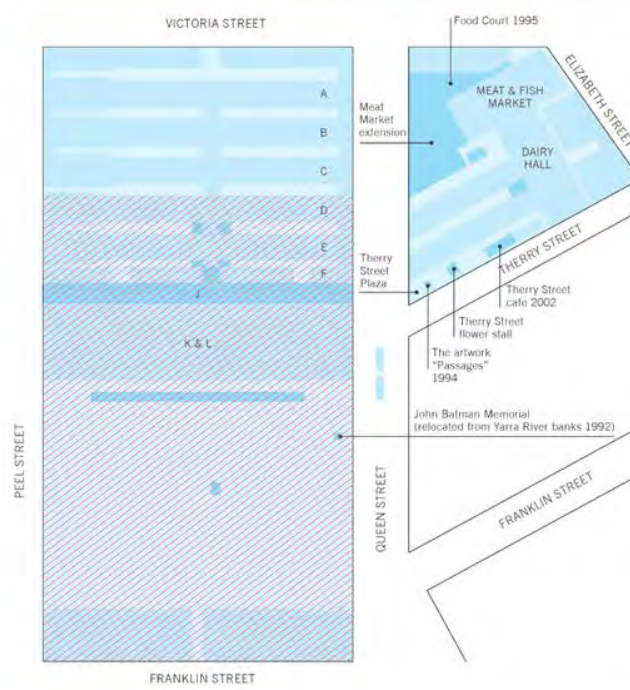 VICTORIA STREET
Food Court 1995
ELIZABETH STREET
MEAT & FISH
MARKET
A
Meat
Market
extension
B
DAIRY
HALL
C
D
E
Therry
Street
Plaza
F
THERRY STREET
J
Therry Street
cafe 2002
Therry Street
flower stall
K & L
The artwork
"Passages"
1994
John Batman Memorial
(relocated from Yarra River banks 1992)
PEEL STREET
QUEEN STREET
FRANKLIN STREET
FRANKLIN STREET